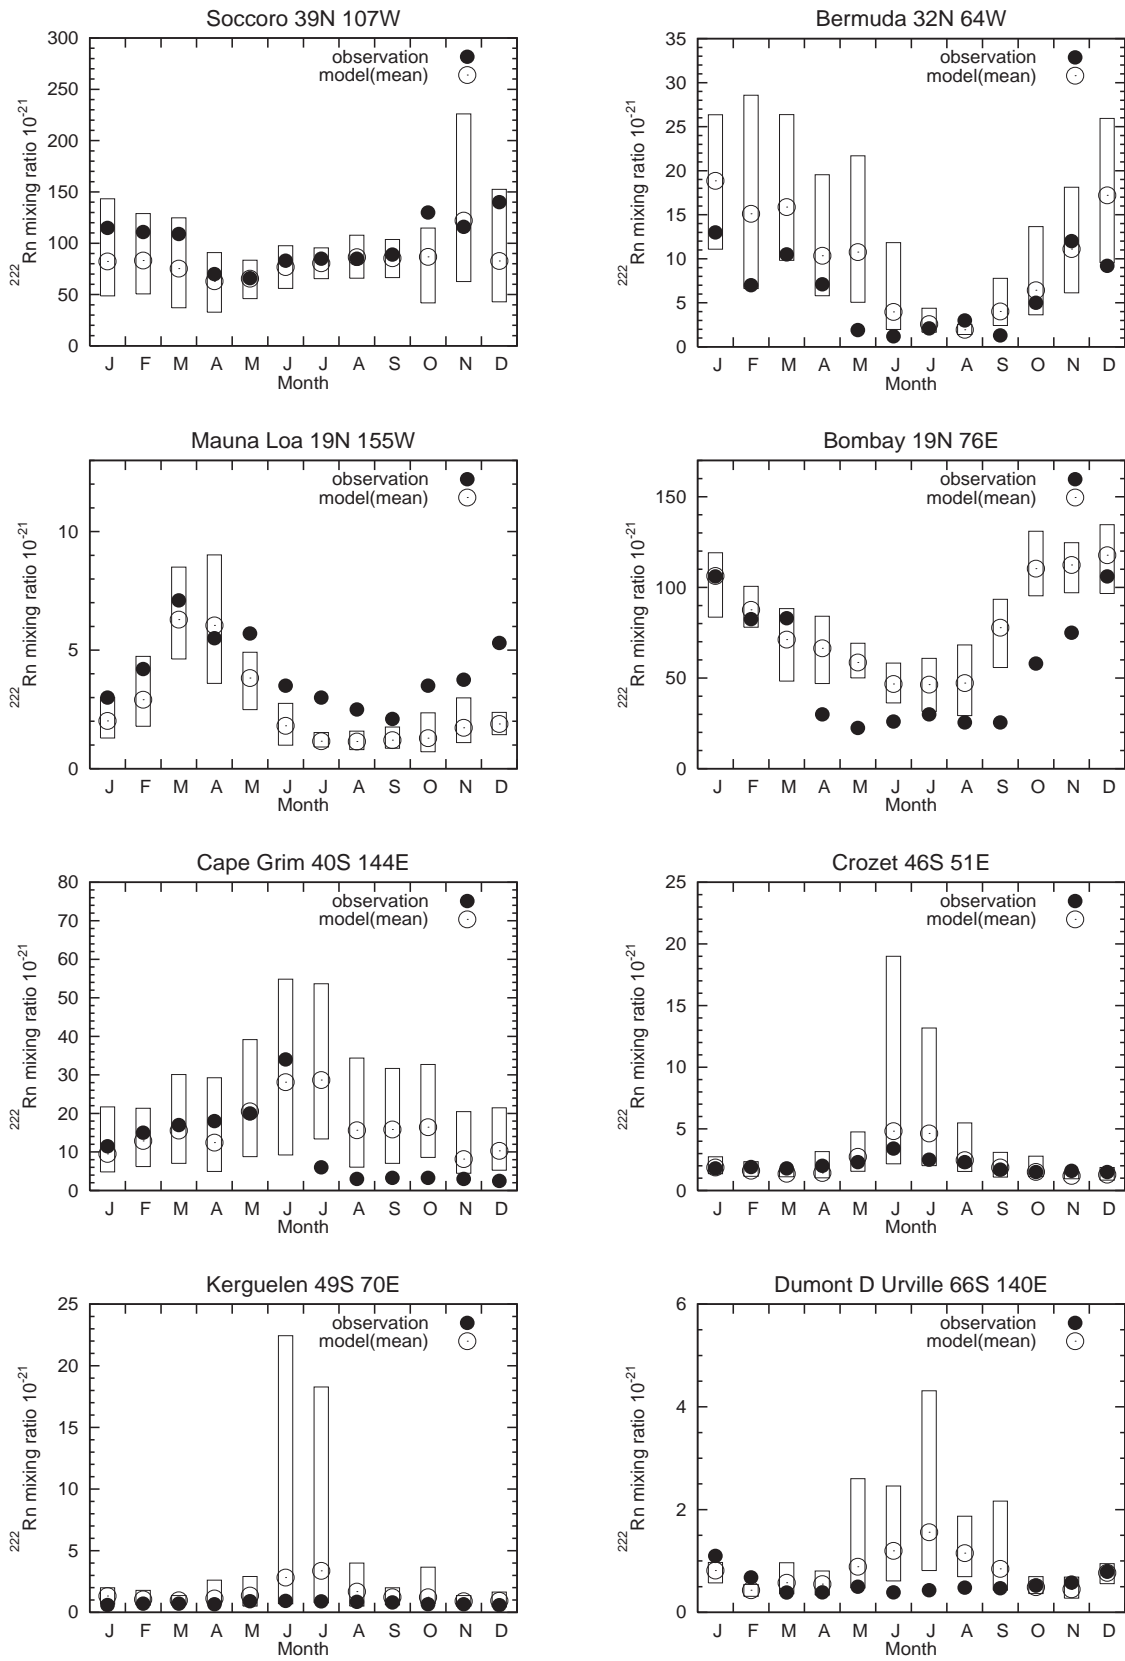 Soccoro 39N 107W
300
250
200
150
100
50
0
222Rn mixing ratio 10-21
observation
model(mean)
J F M A M J J A S O N D
Month
Bermuda 32N 64W
35
30
25
20
15
10
5
0
222Rn mixing ratio 10-21
observation
model(mean)
J F M A M J J A S O N D
Month
Mauna Loa 19N 155W
10
5
0
222Rn mixing ratio 10-21
observation
model(mean)
J F M A M J J A S O N D
Month
Bombay 19N 76E
150
100
50
0
222Rn mixing ratio 10-21
observation
model(mean)
J F M A M J J A S O N D
Month
Cape Grim 40S 144E
80
70
60
50
40
30
20
10
0
222Rn mixing ratio 10-21
observation
model(mean)
J F M A M J J A S O N D
Month
Crozet 46S 51E
25
20
15
10
5
0
222Rn mixing ratio 10-21
observation
model(mean)
J F M A M J J A S O N D
Month
Kerguelen 49S 70E
25
20
15
10
5
0
222Rn mixing ratio 10-21
observation
model(mean)
J F M A M J J A S O N D
Month
Dumont D Urville 66S 140E
6
4
2
0
222Rn mixing ratio 10-21
observation
model(mean)
J F M A M J J A S O N D
Month